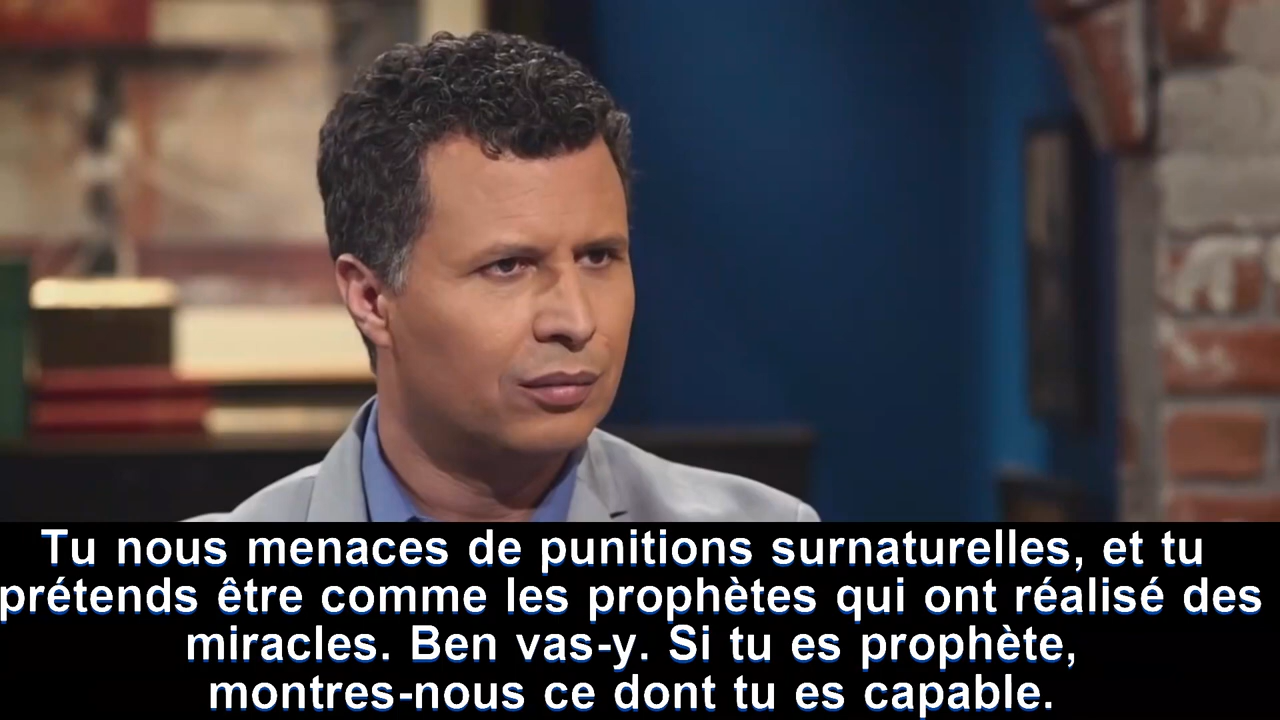 Tu nous menaces de punitions surnaturelles, et tu
prétends être comme les prophètes qui ont réalisé des
miracles. Ben vas-y. Si tu es prophète,
montres-nous ce dont tu es capable.